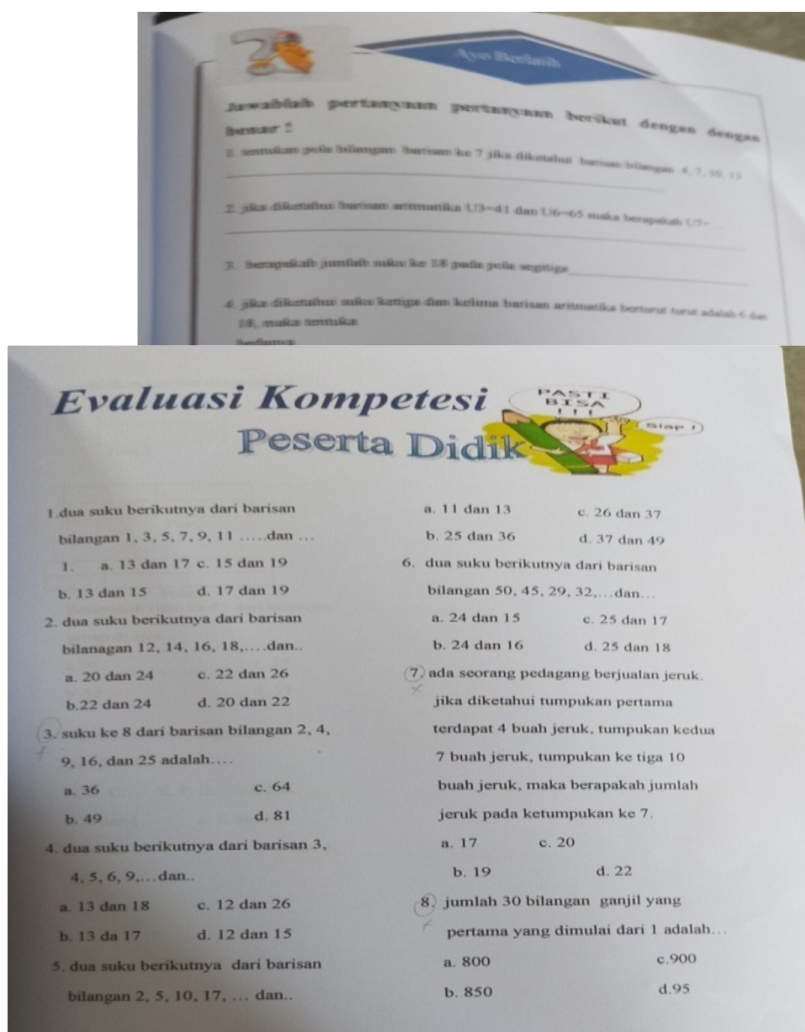 Ayo Berlatih
Jawablah pertanyaan pertanyaan berikut dengan dengan
benar !
1. tentukan pola bilangan barisan ke 7 jika diketahui barisan bilangan 4, 7, 10, 13
2. jika diketahui barisan aritmatika U3=41 dan U6=65 maka berapakah U7=
3. Berapakah jumlah suku ke 18 pada pola segitiga
4. jika diketahui suku ketiga dan kelima barisan aritmatika berturut turut adalah 6 dan
18, maka tentukan
Evaluasi Kompetesi
Peserta Didik
PASTI
BISA
!!!
Siap !
1.dua suku berikutnya dari barisan
bilangan 1, 3, 5, 7, 9, 11 .....dan ...
1. a. 13 dan 17 c. 15 dan 19
b. 13 dan 15 d. 17 dan 19
2. dua suku berikutnya dari barisan
bilanagan 12, 14, 16, 18,....dan..
a. 20 dan 24 c. 22 dan 26
b.22 dan 24 d. 20 dan 22
3. suku ke 8 dari barisan bilangan 2, 4,
9, 16, dan 25 adalah....
a. 36 c. 64
b. 49 d. 81
4. dua suku berikutnya dari barisan 3,
4, 5, 6, 9,...dan..
a. 13 dan 18 c. 12 dan 26
b. 13 da 17 d. 12 dan 15
5. dua suku berikutnya dari barisan
bilangan 2, 5, 10, 17, ... dan..
a. 11 dan 13 c. 26 dan 37
b. 25 dan 36 d. 37 dan 49
6. dua suku berikutnya dari barisan
bilangan 50, 45, 29, 32,...dan...
a. 24 dan 15 c. 25 dan 17
b. 24 dan 16 d. 25 dan 18
7. ada seorang pedagang berjualan jeruk.
jika diketahui tumpukan pertama
terdapat 4 buah jeruk, tumpukan kedua
7 buah jeruk, tumpukan ke tiga 10
buah jeruk, maka berapakah jumlah
jeruk pada ketumpukan ke 7.
a. 17 c. 20
b. 19 d. 22
8. jumlah 30 bilangan ganjil yang
pertama yang dimulai dari 1 adalah...
a. 800 c.900
b. 850 d.95